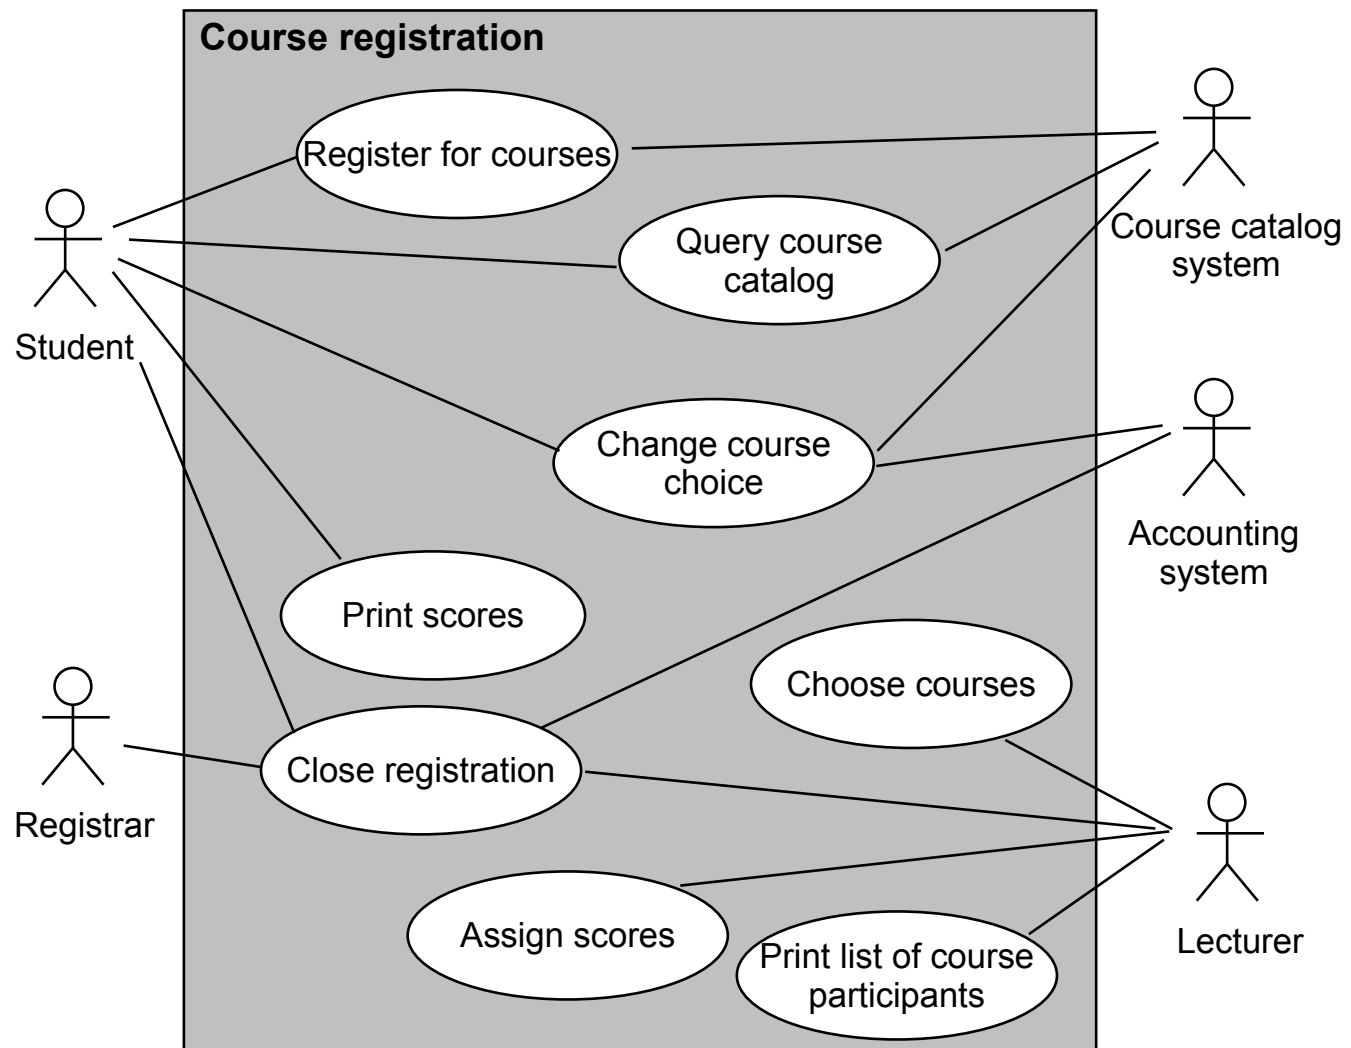 Course registration
Register for courses
Query course
catalog
Course catalog
system
Student
Change course
choice
Accounting
system
Print scores
Choose courses
Close registration
Registrar
Assign scores
Print list of course
participants
Lecturer